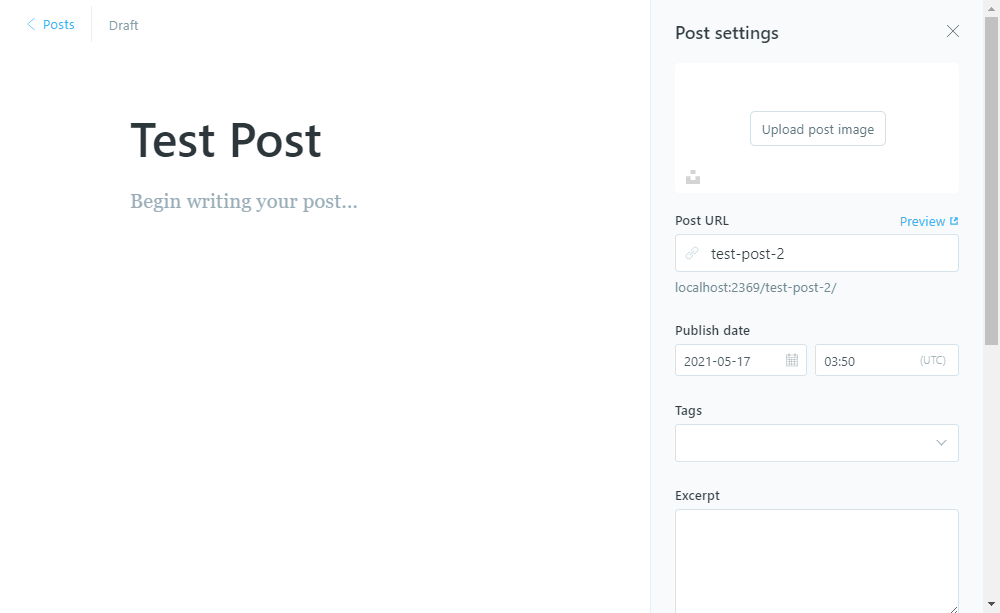 Posts
Draft
Test Post
Begin writing your post...
Post settings
Upload post image
Post URL
Preview
test-post-2
localhost:2369/test-post-2/
Publish date
2021-05-17
03:50
(UTC)
Tags
Excerpt